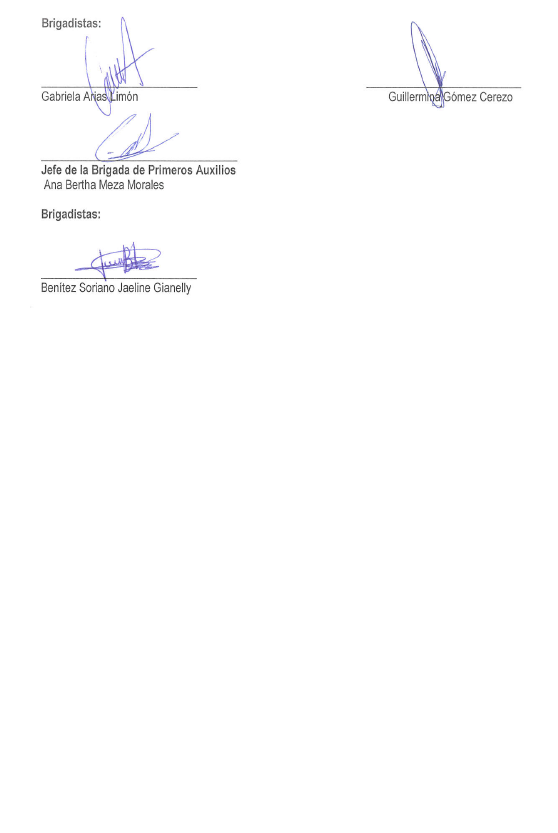 Brigadistas:
Gabriela Arias Limón
Guillermina Gómez Cerezo
Jefe de la Brigada de Primeros Auxilios
Ana Bertha Meza Morales
Brigadistas:
Benitez Soriano Jaeline Gianelly